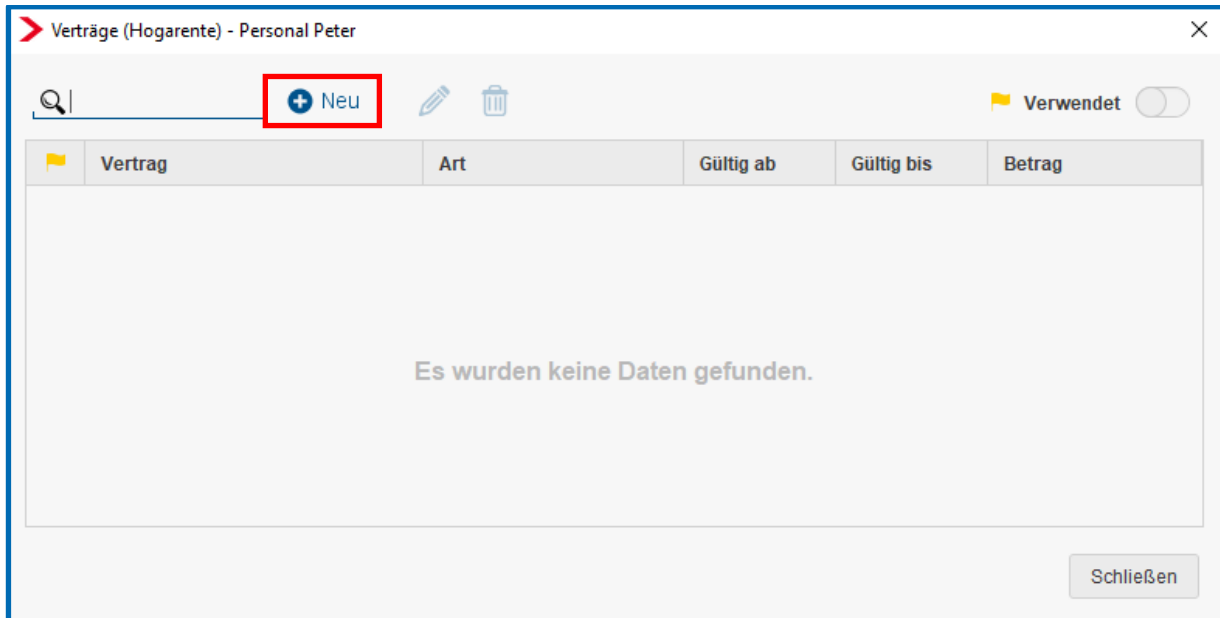 Verträge (Hogarente) - Personal Peter
Neu
Verwendet
Vertrag Art Gültig ab Gültig bis Betrag
Es wurden keine Daten gefunden.
Schließen